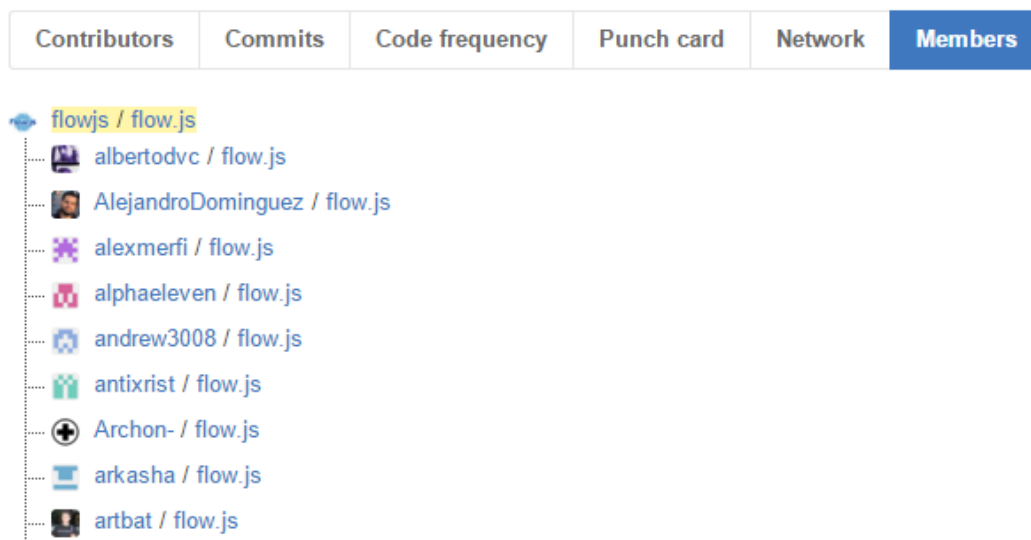 Contributors Commits Code frequency Punch card Network Members
flowjs / flow.js
albertodvc / flow.js
AlejandroDominguez / flow.js
alexmerfi / flow.js
alphaeleven / flow.js
andrew3008 / flow.js
antixrist / flow.js
Archon- / flow.js
arkasha / flow.js
artbat / flow.js